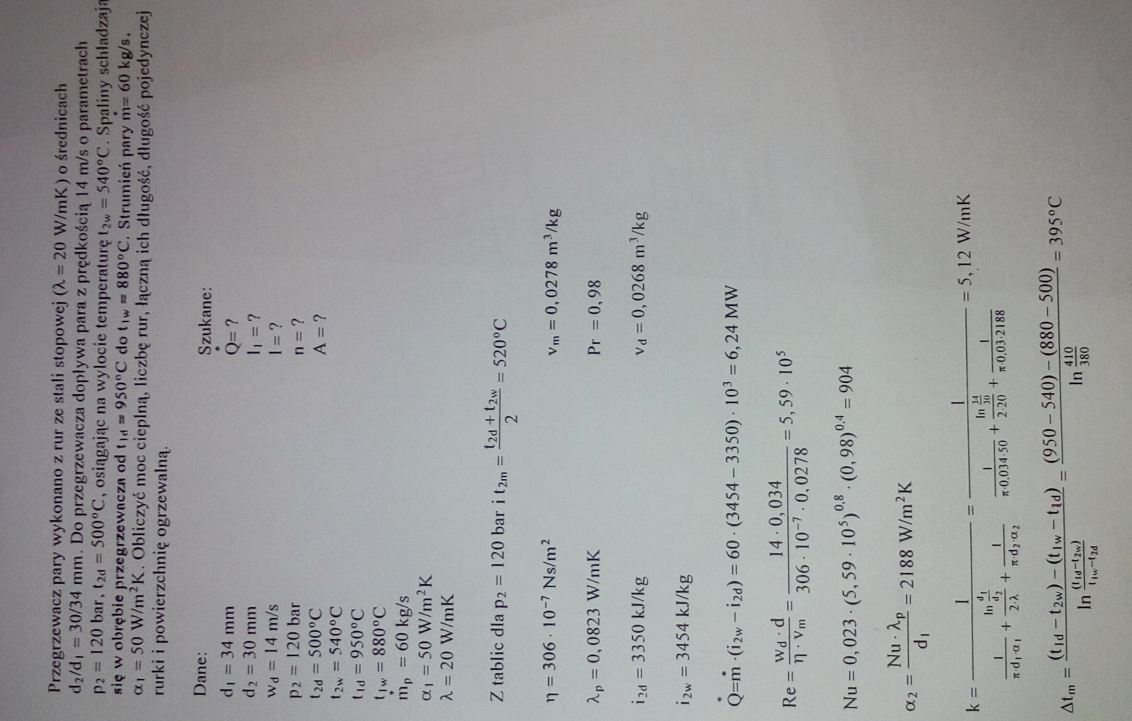 Przegrzewacz pary wykonano z rur ze stali stopowej (λ = 20 W/mK) o średnicach
d₂/d₁ = 30/34 mm. Do przegrzewacza dopływa para z prędkością 14 m/s o parametrach
p₂ = 120 bar, t₂d = 500°C, osiągając na wylocie temperaturę t₂w = 540°C. Spaliny schładzają
się w obrębie przegrzewacza od t₁d = 950°C do t₁w = 880°C. Strumień pary ṁ= 60 kg/s,
α₁ = 50 W/m²K. Obliczyć moc cieplną, liczbę rur, łączną ich długość, długość pojedynczej
rurki i powierzchnię ogrzewalną.
Dane:
d₁ = 34 mm
d₂ = 30 mm
w_d = 14 m/s
p₂ = 120 bar
t₂d = 500°C
t₂w = 540°C
t₁d = 950°C
t₁w = 880°C
ṁ_p = 60 kg/s
α₁ = 50 W/m²K
λ = 20 W/mK
Szukane:
Q̇= ?
l₁ = ?
l = ?
n = ?
A = ?
Z tablic dla p₂ = 120 bar i t₂m = (t₂d + t₂w)/2 = 520°C
η = 306 · 10⁻⁷ Ns/m² v_m = 0,0278 m³/kg
λ_p = 0,0823 W/mK Pr = 0,98
i₂d = 3350 kJ/kg v_d = 0,0268 m³/kg
i₂w = 3454 kJ/kg
Q̇=ṁ·(i₂w − i₂d) = 60 · (3454 − 3350) · 10³ = 6,24 MW
Re = (w_d · d)/(η · v_m) = (14 · 0,034)/(306 · 10⁻⁷ · 0,0278) = 5,59 · 10⁵
Nu = 0,023 · (5,59 · 10⁵)^0,8 · (0,98)^0,4 = 904
α₂ = (Nu · λ_p)/d₁ = 2188 W/m²K
k = 1/(1/(π·d₁·α₁) + (ln d₁/d₂)/(2·λ) + 1/(π·d₂·α₂)) = 1/(1/(π·0,034·50) + (ln 34/30)/(2·20) + 1/(π·0,03·2188)) = 5,12 W/mK
Δt_m = ((t₁d − t₂w) − (t₁w − t₁d))/(ln (t₁d−t₂w)/(t₁w−t₂d)) = ((950 − 540) − (880 − 500))/(ln 410/380) = 395°C